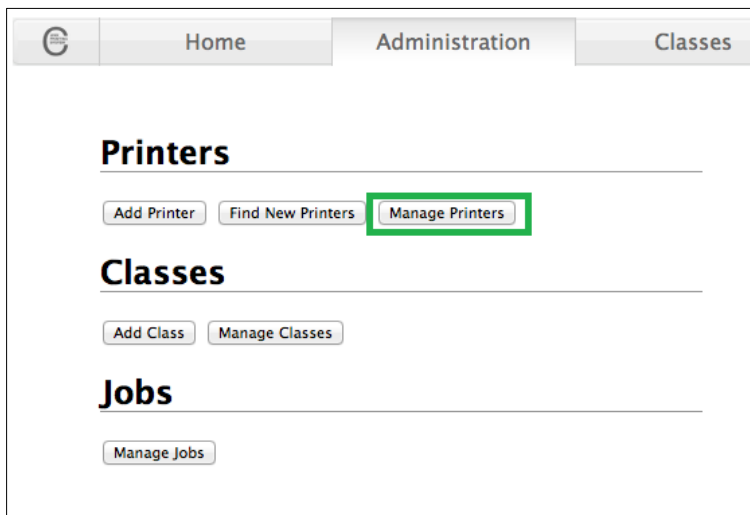 Home Administration Classes
Printers
Add Printer Find New Printers Manage Printers
Classes
Add Class Manage Classes
Jobs
Manage Jobs